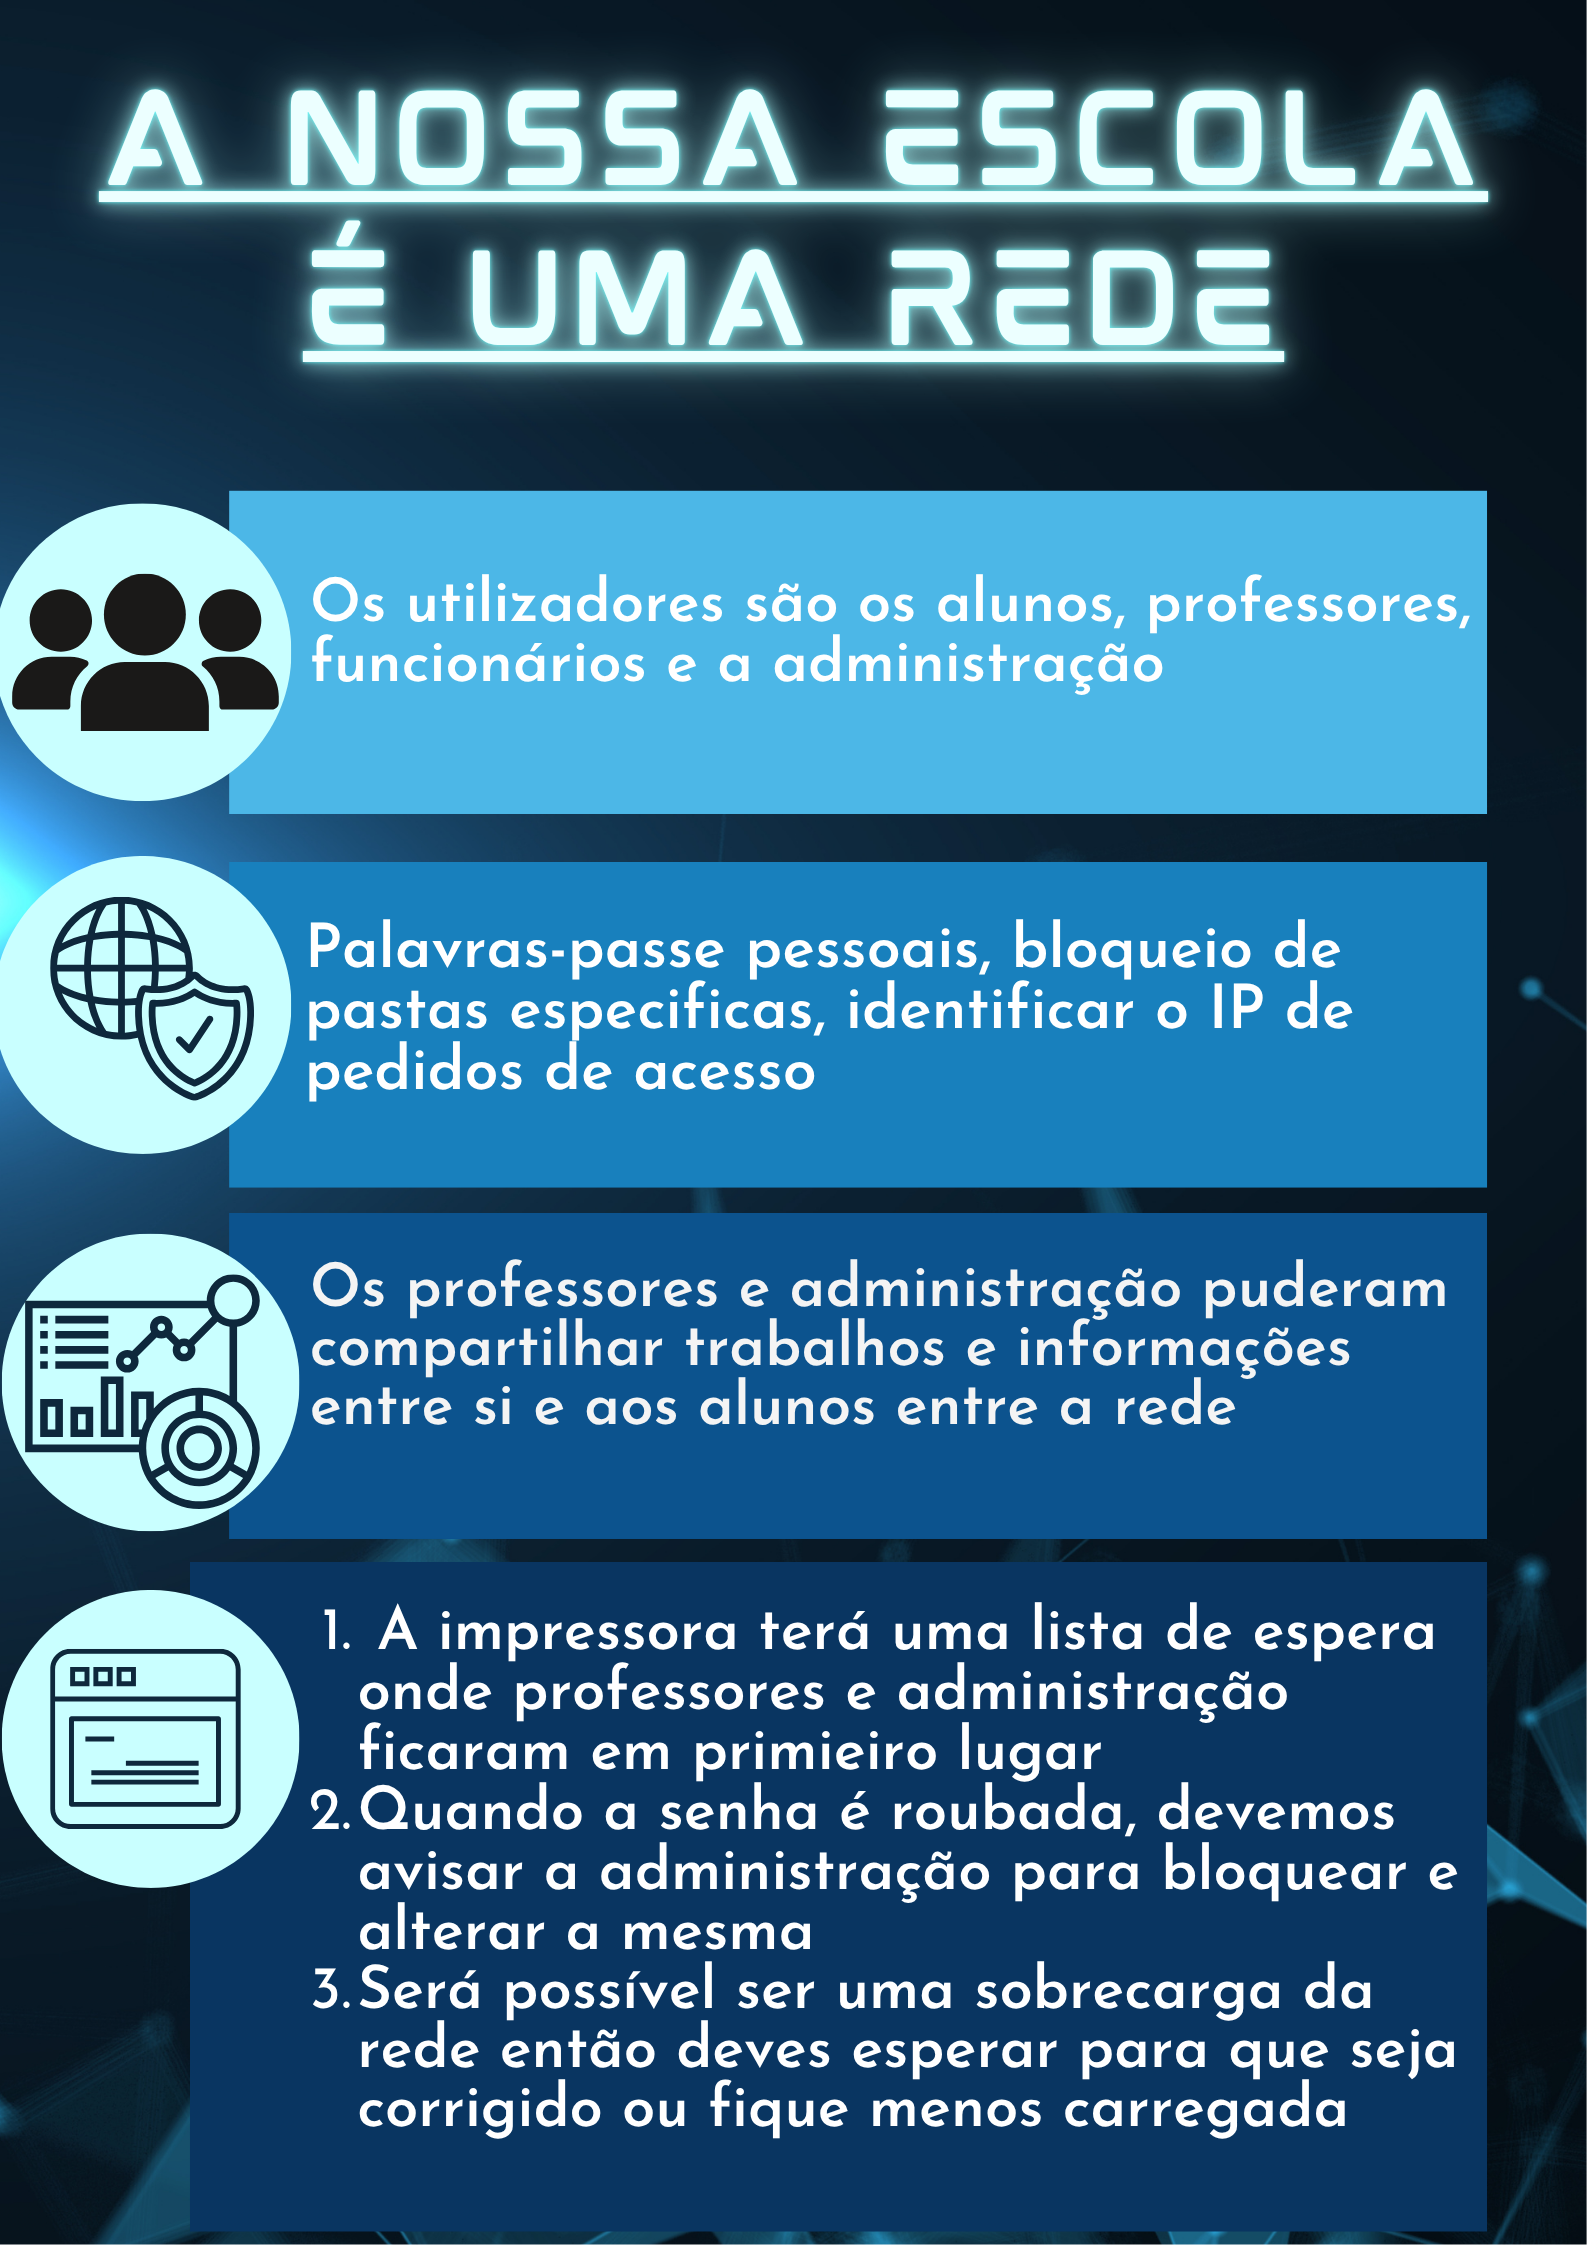 A NOSSA ESCOLA
É UMA REDE
Os utilizadores são os alunos, professores,
funcionários e a administração
Palavras-passe pessoais, bloqueio de
pastas especificas, identificar o IP de
pedidos de acesso
Os professores e administração puderam
compartilhar trabalhos e informações
entre si e aos alunos entre a rede
1. A impressora terá uma lista de espera
onde professores e administração
ficaram em primieiro lugar
2. Quando a senha é roubada, devemos
avisar a administração para bloquear e
alterar a mesma
3. Será possível ser uma sobrecarga da
rede então deves esperar para que seja
corrigido ou fique menos carregada